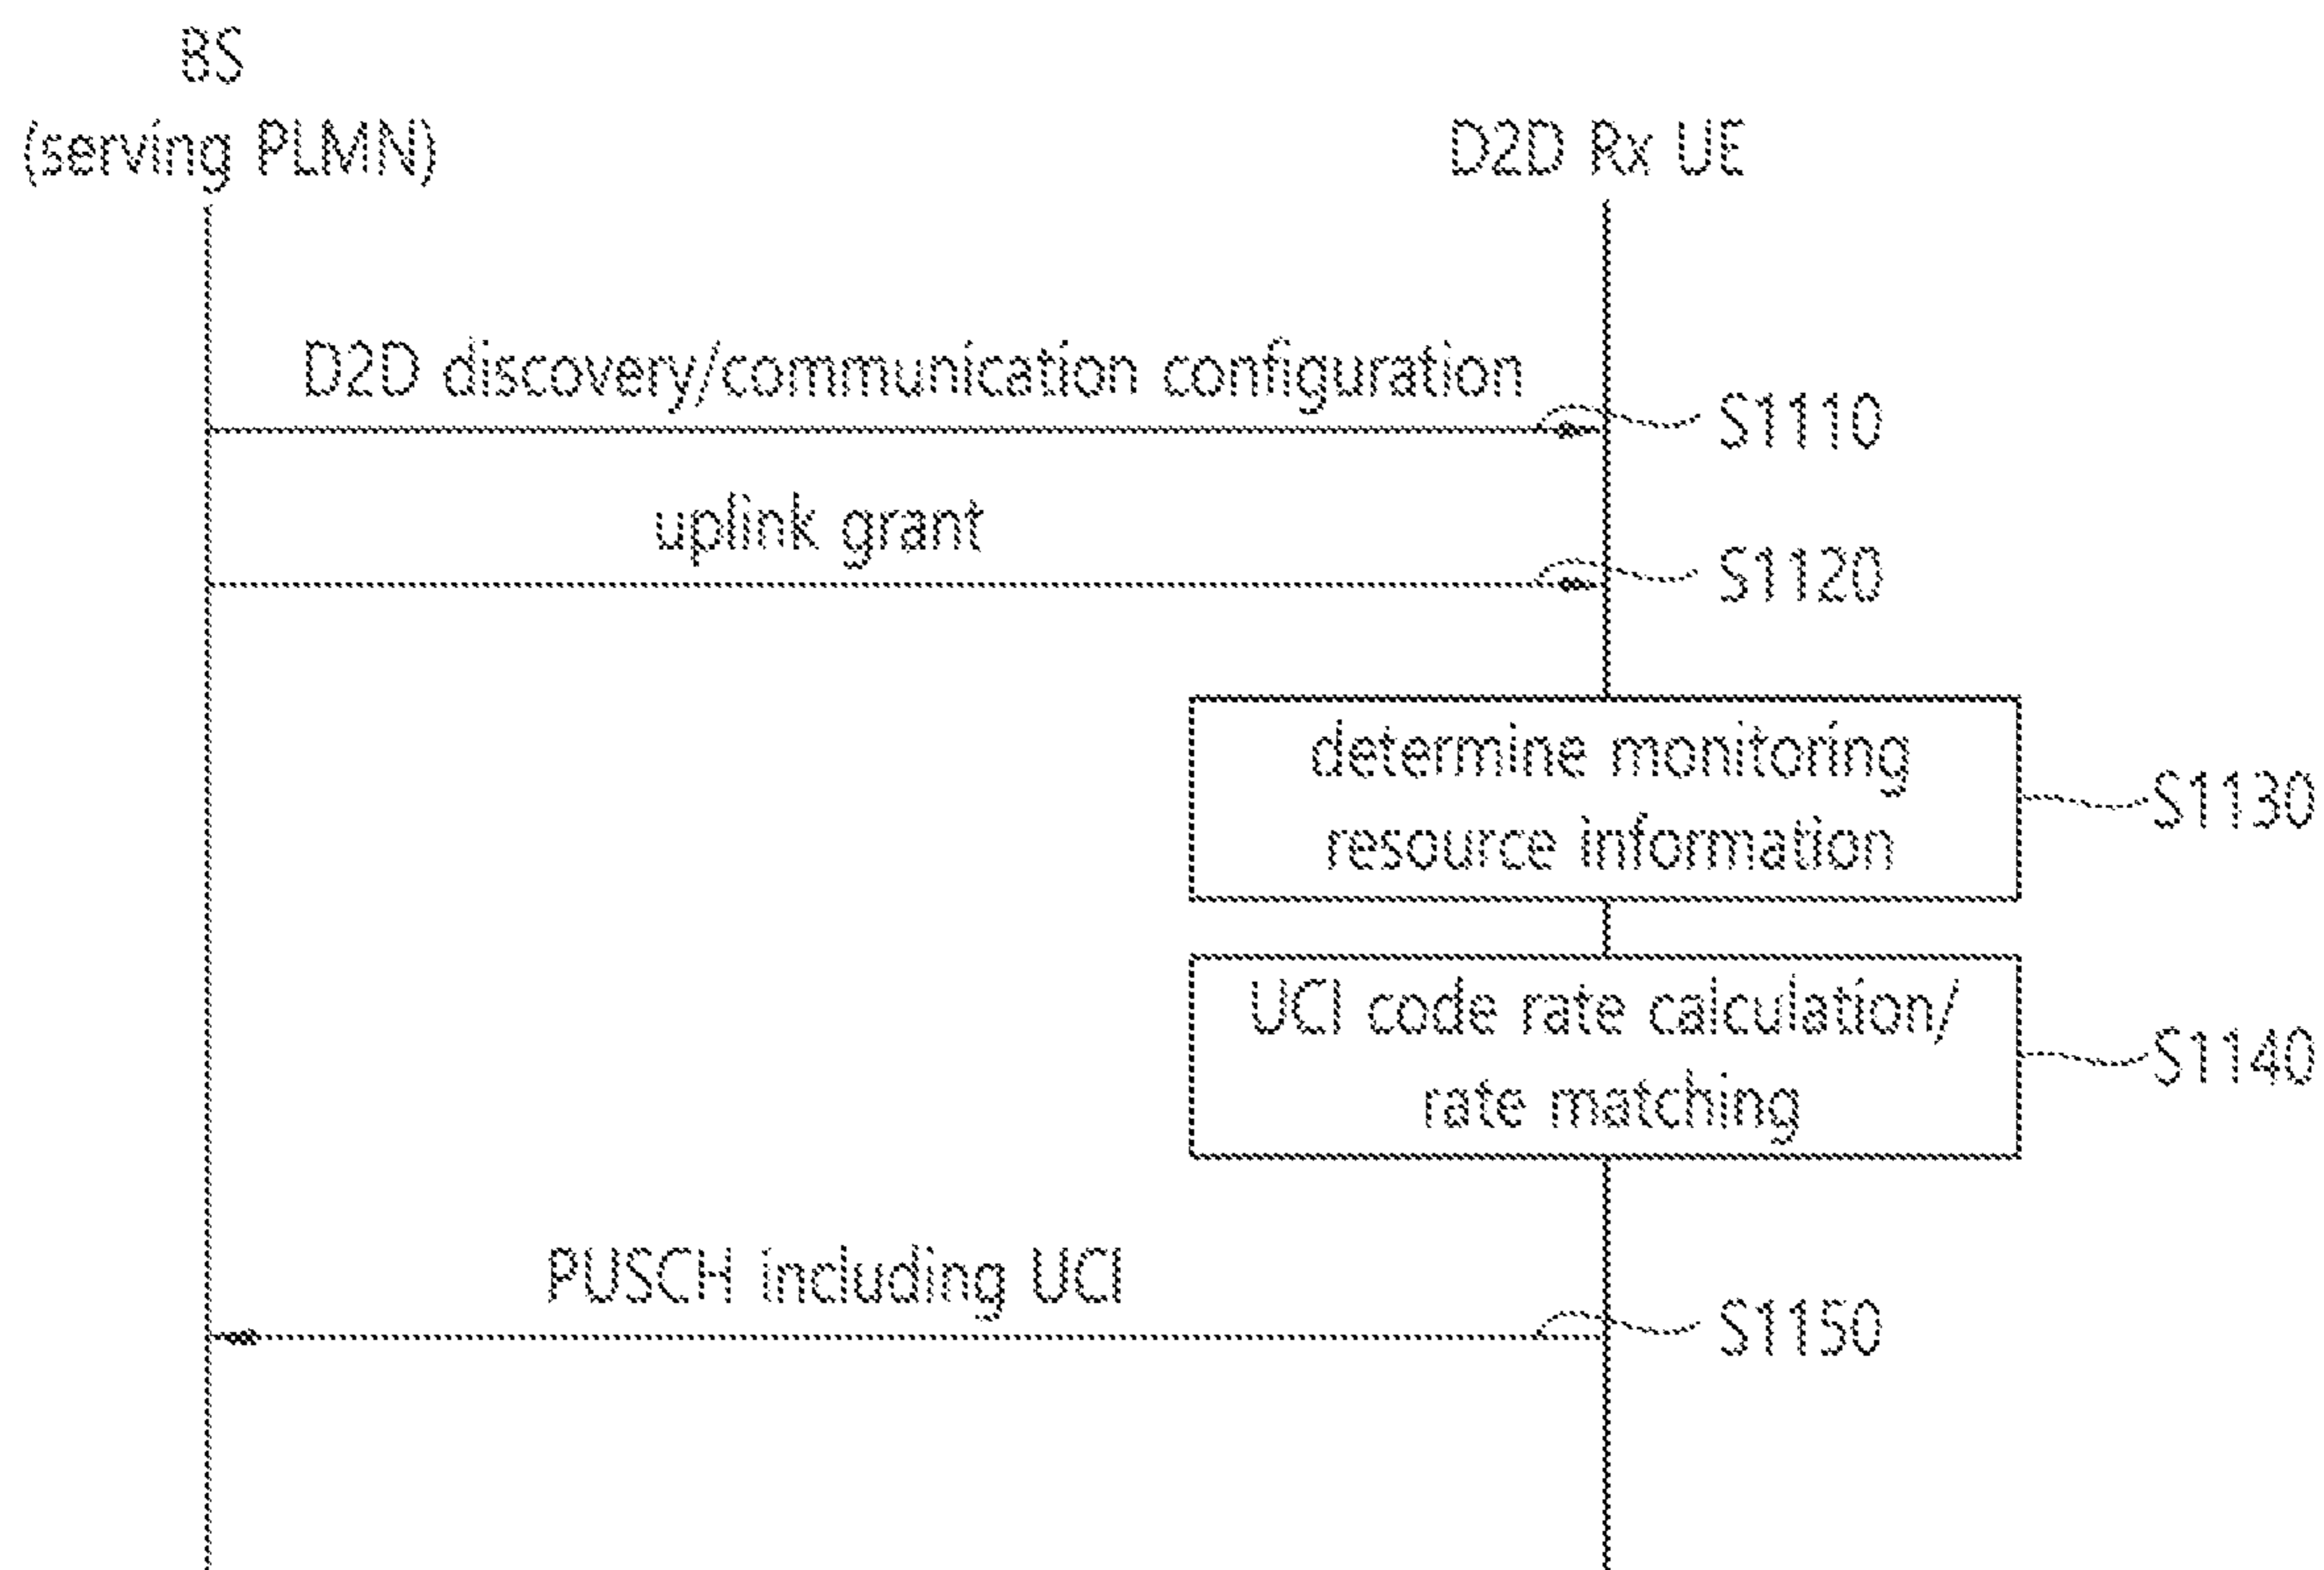 BS
(serving PLMN)
D2D Rx UE
D2D discovery/communication configuration
S1110
uplink grant
S1120
determine monitoring
resource information
S1130
UCI code rate calculation/
rate matching
S1140
PUSCH including UCI
S1150